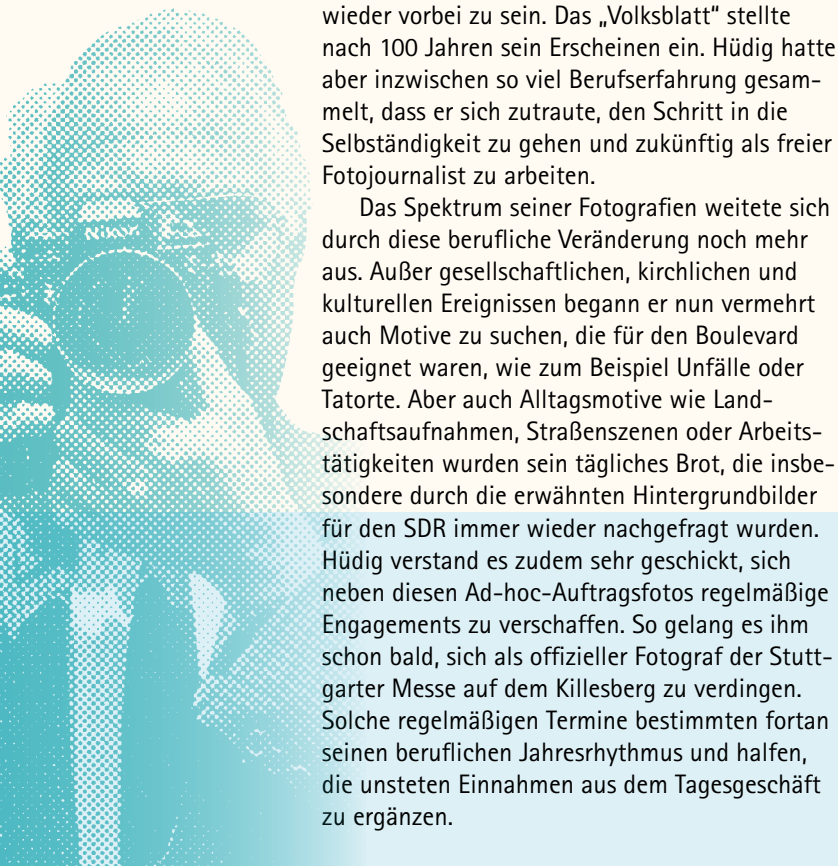 wieder vorbei zu sein. Das „Volksblatt“ stellte
nach 100 Jahren sein Erscheinen ein. Hüdig hatte
aber inzwischen so viel Berufserfahrung gesam-
melt, dass er sich zutraute, den Schritt in die
Selbständigkeit zu gehen und zukünftig als freier
Fotojournalist zu arbeiten.
Das Spektrum seiner Fotografien weitete sich
durch diese berufliche Veränderung noch mehr
aus. Außer gesellschaftlichen, kirchlichen und
kulturellen Ereignissen begann er nun vermehrt
auch Motive zu suchen, die für den Boulevard
geeignet waren, wie zum Beispiel Unfälle oder
Tatorte. Aber auch Alltagsmotive wie Land-
schaftsaufnahmen, Straßenszenen oder Arbeits-
tätigkeiten wurden sein tägliches Brot, die insbe-
sondere durch die erwähnten Hintergrundbilder
für den SDR immer wieder nachgefragt wurden.
Hüdig verstand es zudem sehr geschickt, sich
neben diesen Ad-hoc-Auftragsfotos regelmäßige
Engagements zu verschaffen. So gelang es ihm
schon bald, sich als offizieller Fotograf der Stutt-
garter Messe auf dem Killesberg zu verdingen.
Solche regelmäßigen Termine bestimmten fortan
seinen beruflichen Jahresrhythmus und halfen,
die unsteten Einnahmen aus dem Tagesgeschäft
zu ergänzen.
Nikon